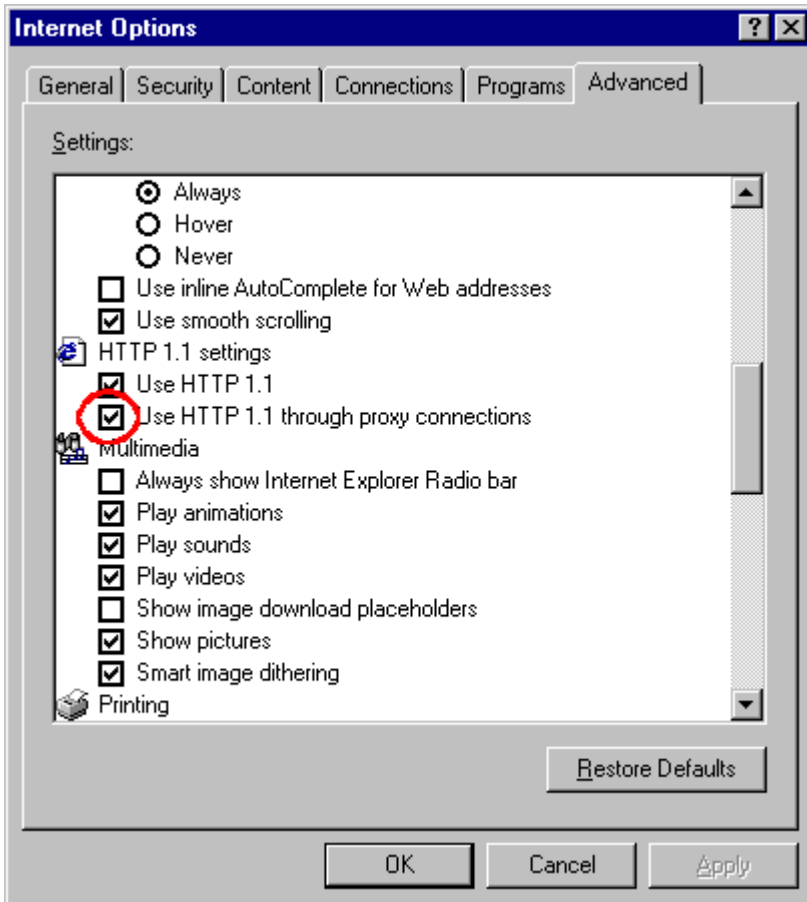 Internet Options
General Security Content Connections Programs Advanced
Settings:
Always
Hover
Never
Use inline AutoComplete for Web addresses
Use smooth scrolling
HTTP 1.1 settings
Use HTTP 1.1
Use HTTP 1.1 through proxy connections
Multimedia
Always show Internet Explorer Radio bar
Play animations
Play sounds
Play videos
Show image download placeholders
Show pictures
Smart image dithering
Printing
Restore Defaults
OK Cancel Apply